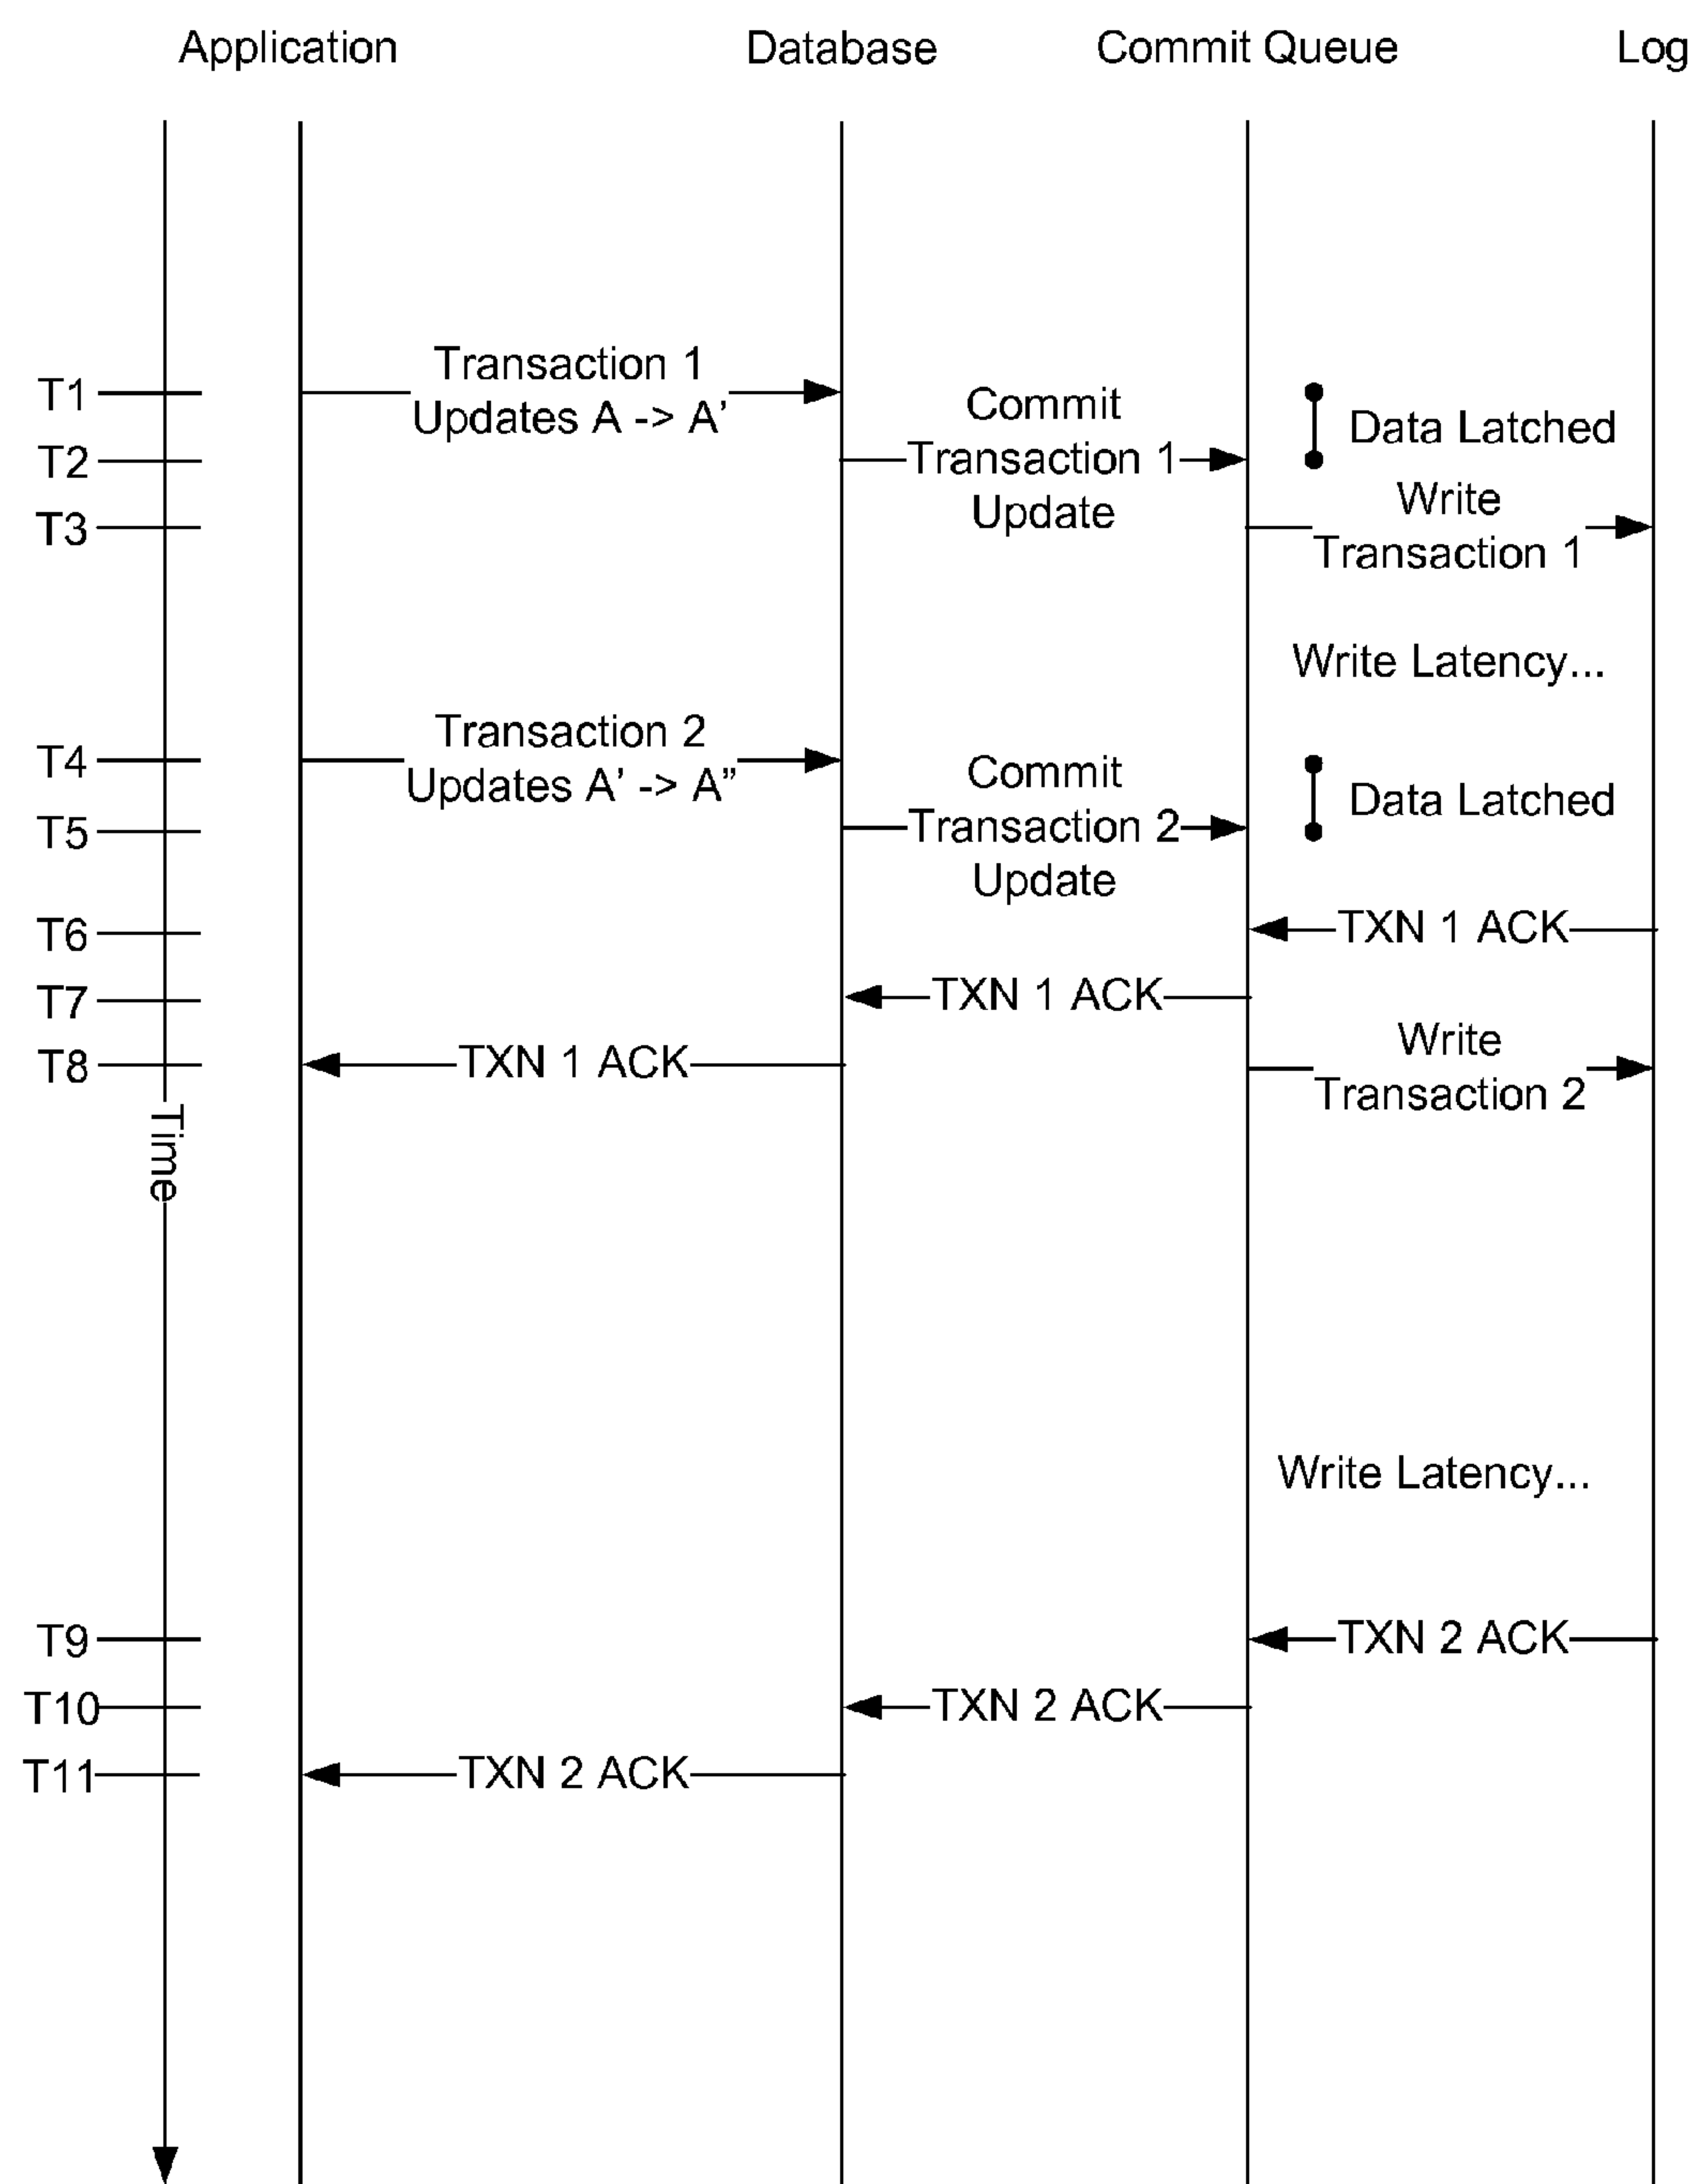 Application
Database
Commit Queue
Log
T1
Transaction 1
Updates A -> A’
Commit
Data Latched
T2
Transaction 1
Update
T3
Write
Transaction 1
Write Latency...
T4
Transaction 2
Updates A’ -> A”
Commit
Data Latched
T5
Transaction 2
Update
T6
TXN 1 ACK
T7
TXN 1 ACK
T8
TXN 1 ACK
Write
Transaction 2
Time
Write Latency...
T9
TXN 2 ACK
T10
TXN 2 ACK
T11
TXN 2 ACK